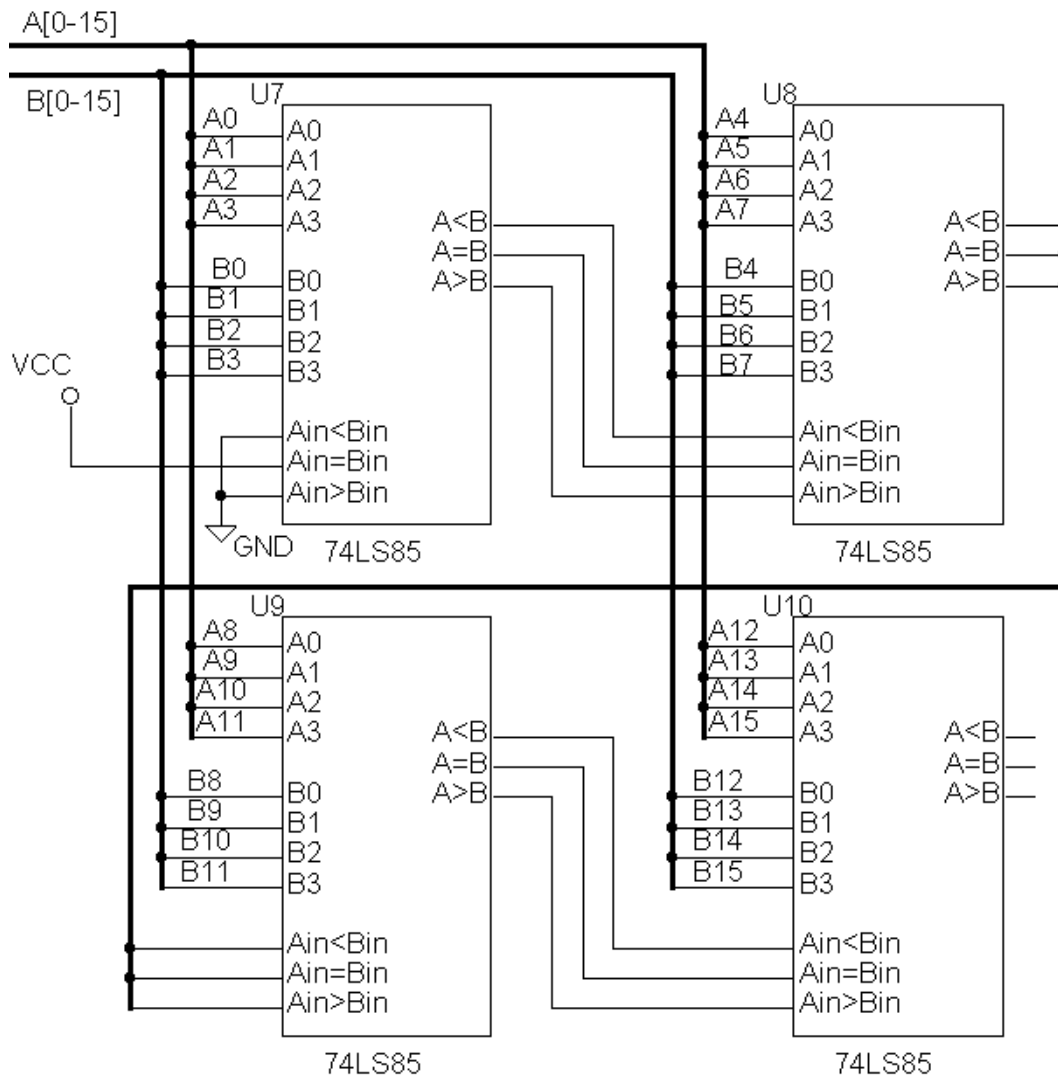 A[0-15]
B[0-15]
U7
A0
A1
A2
A3
B0
B1
B2
B3
VCC
GND
A0
A1
A2
A3
B0
B1
B2
B3
Ain<Bin
Ain=Bin
Ain>Bin
A<B
A=B
A>B
74LS85
U8
A4
A5
A6
A7
B4
B5
B6
B7
A0
A1
A2
A3
B0
B1
B2
B3
Ain<Bin
Ain=Bin
Ain>Bin
A<B
A=B
A>B
74LS85
U9
A8
A9
A10
A11
B8
B9
B10
B11
A0
A1
A2
A3
B0
B1
B2
B3
Ain<Bin
Ain=Bin
Ain>Bin
A<B
A=B
A>B
74LS85
U10
A12
A13
A14
A15
B12
B13
B14
B15
A0
A1
A2
A3
B0
B1
B2
B3
Ain<Bin
Ain=Bin
Ain>Bin
A<B
A=B
A>B
74LS85